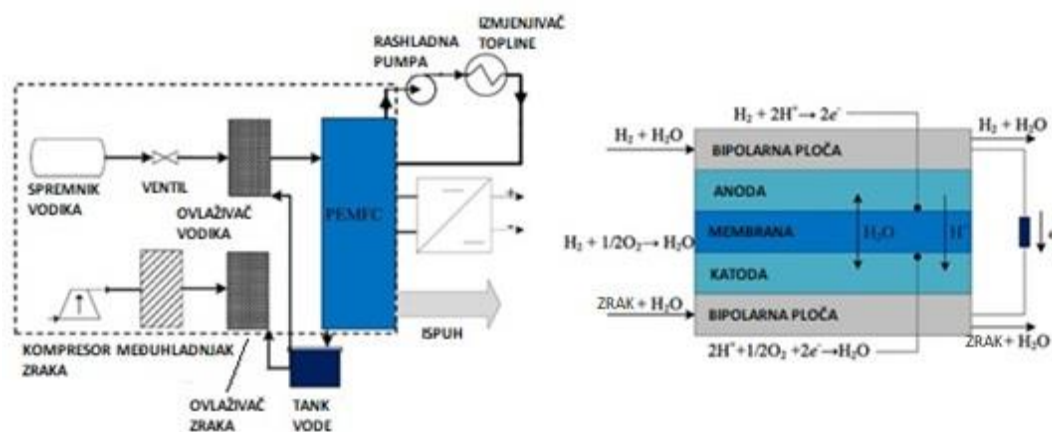 IZMJENJIVAČ
TOPLINE
RASHLADNA
PUMPA
SPREMNIK
VODIKA
VENTIL
OVLAŽIVAČ
VODIKA
PEMFC
+
-
ISPUH
KOMPRESOR
ZRAKA
MEĐUHLADNJAK
OVLAŽIVAČ
ZRAKA
TANK
VODE
H₂ + 2H⁺→ 2e⁻
H₂ + H₂O
H₂ + H₂O
BIPOLARNA PLOČA
ANODA
MEMBRANA
H₂O
H⁺
H₂ + 1/2O₂→ H₂O
KATODA
ZRAK + H₂O
BIPOLARNA PLOČA
ZRAK + H₂O
2H⁺+1/2O₂ +2e⁻→H₂O